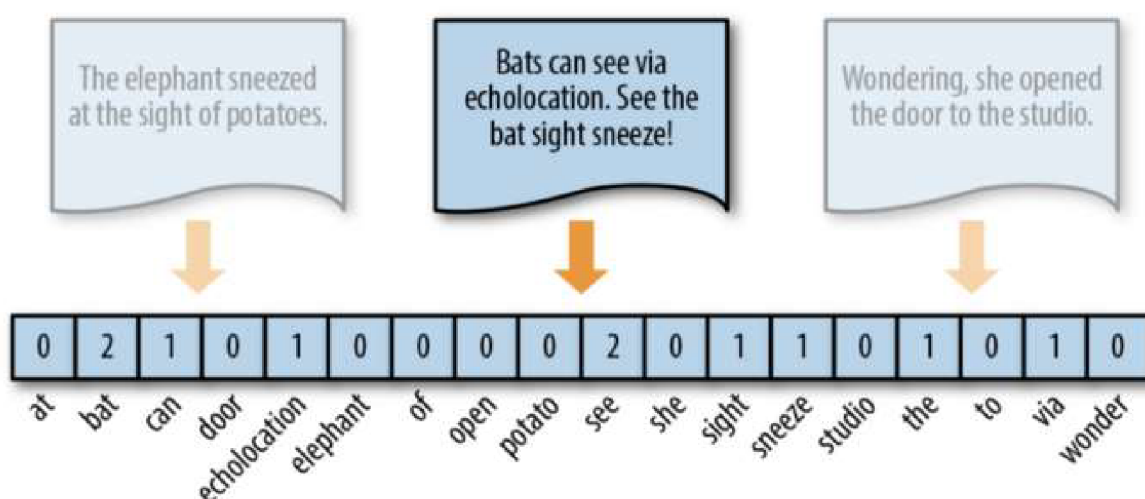 The elephant sneezed
at the sight of potatoes.
Bats can see via
echolocation. See the
bat sight sneeze!
Wondering, she opened
the door to the studio.
0 2 1 0 1 0 0 0 0 2 0 1 1 0 1 0 1 0
at bat can door echolocation elephant of open potato see she sight sneeze studio the to via wonder